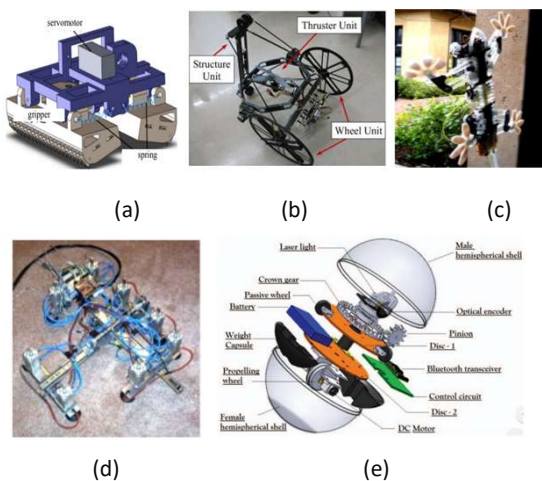 servomotor
gripper
spring
(a)
Structure
Unit
Thruster Unit
Wheel Unit
(b)
(c)
(d)
Laser light
Male
hemispherical shell
Crown gear
Passive wheel
Battery
Optical encoder
Pinion
Weight
Capsule
Disc - 1
Bluetooth transceiver
Propelling
wheel
Control circuit
Disc - 2
Female
hemispherical shell
DC Motor
(e)